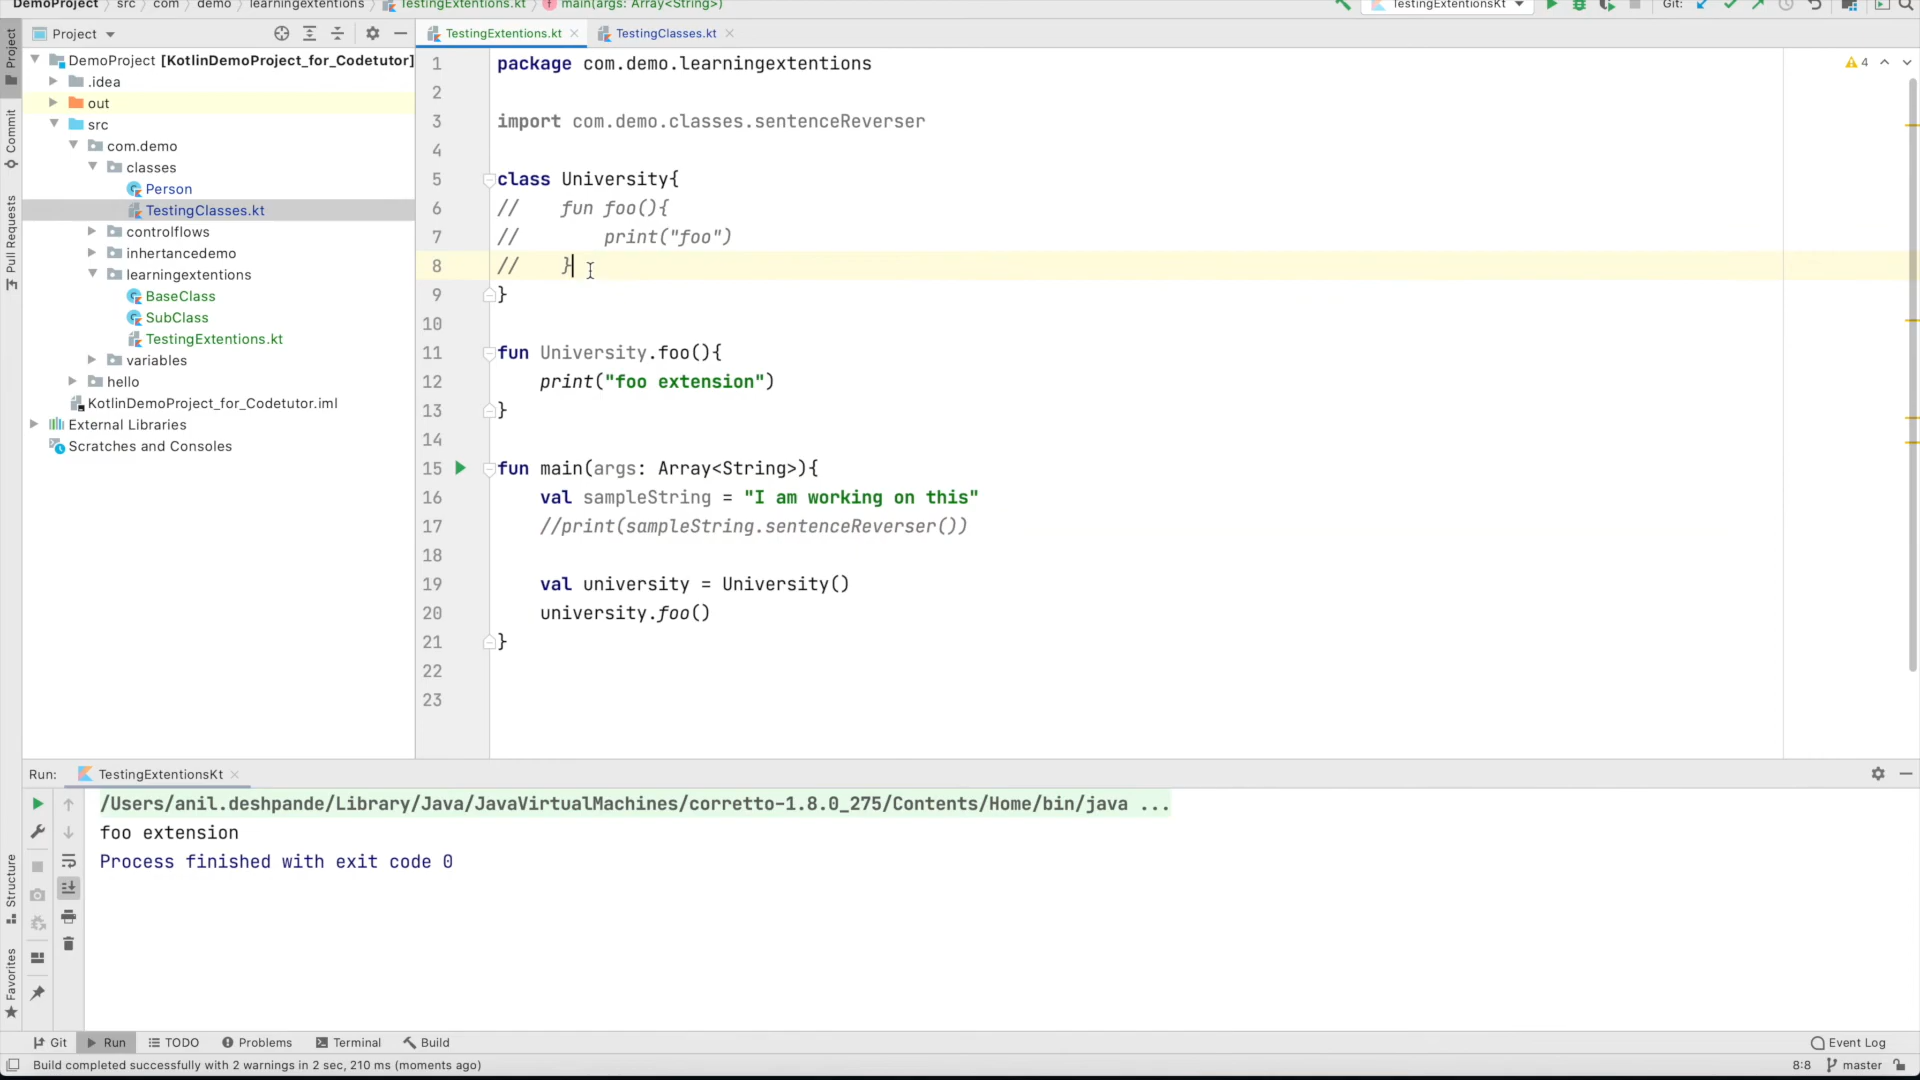 DemoProject src com demo learningextentions TestingExtentions.kt main(args: Array<String>) TestingExtentionsKt Git:
Project TestingExtentions.kt TestingClasses.kt
Project
Commit
Pull Requests
Structure
Favorites
DemoProject [KotlinDemoProject_for_Codetutor]
.idea
out
src
com.demo
classes
Person
TestingClasses.kt
controlflows
inhertancedemo
learningextentions
BaseClass
SubClass
TestingExtentions.kt
variables
hello
KotlinDemoProject_for_Codetutor.iml
External Libraries
Scratches and Consoles
4
1 package com.demo.learningextentions
2
3 import com.demo.classes.sentenceReverser
4
5 class University{
6 // fun foo(){
7 // print("foo")
8 // }
9 }
10
11 fun University.foo(){
12 print("foo extension")
13 }
14
15 fun main(args: Array<String>){
16 val sampleString = "I am working on this"
17 //print(sampleString.sentenceReverser())
18
19 val university = University()
20 university.foo()
21 }
22
23
Run: TestingExtentionsKt
/Users/anil.deshpande/Library/Java/JavaVirtualMachines/corretto-1.8.0_275/Contents/Home/bin/java ...
foo extension
Process finished with exit code 0
Git Run TODO Problems Terminal Build Event Log
Build completed successfully with 2 warnings in 2 sec, 210 ms (moments ago) 8:8 master